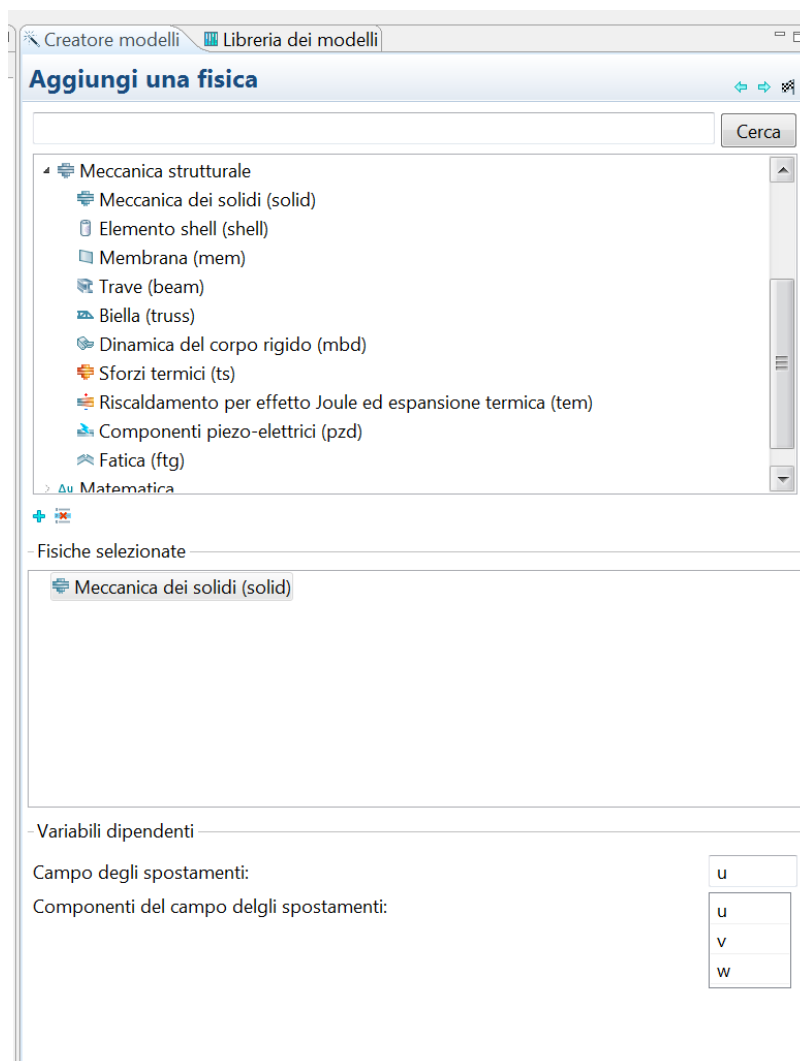 Creatore modelli Libreria dei modelli
Aggiungi una fisica
Cerca
Meccanica strutturale
Meccanica dei solidi (solid)
Elemento shell (shell)
Membrana (mem)
Trave (beam)
Biella (truss)
Dinamica del corpo rigido (mbd)
Sforzi termici (ts)
Riscaldamento per effetto Joule ed espansione termica (tem)
Componenti piezo-elettrici (pzd)
Fatica (ftg)
Δu Matematica
Fisiche selezionate
Meccanica dei solidi (solid)
Variabili dipendenti
Campo degli spostamenti: u
Componenti del campo delgli spostamenti: u
v
w